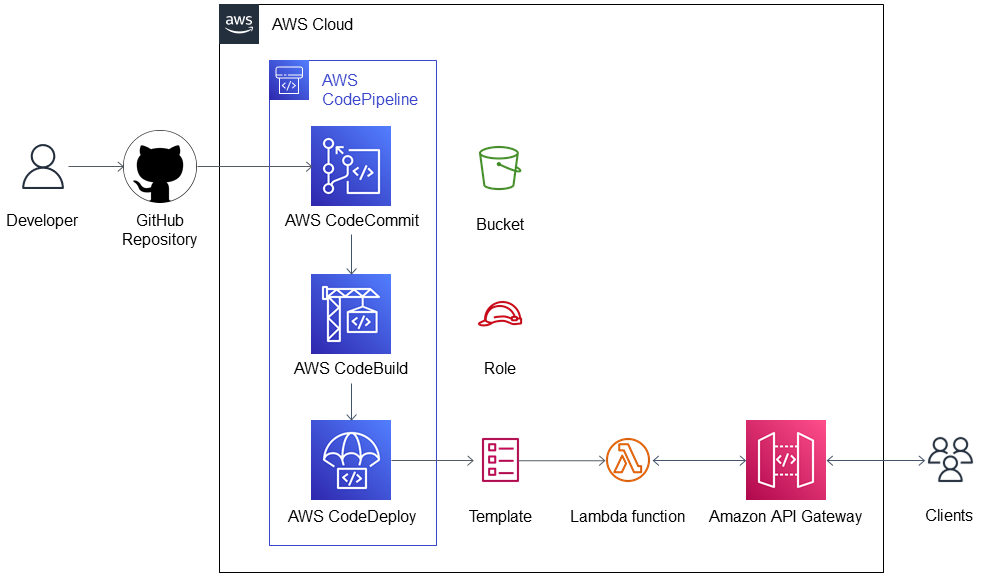 aws
AWS Cloud
AWS
CodePipeline
Developer
GitHub
Repository
AWS CodeCommit
Bucket
AWS CodeBuild
Role
AWS CodeDeploy
Template
Lambda function
Amazon API Gateway
Clients